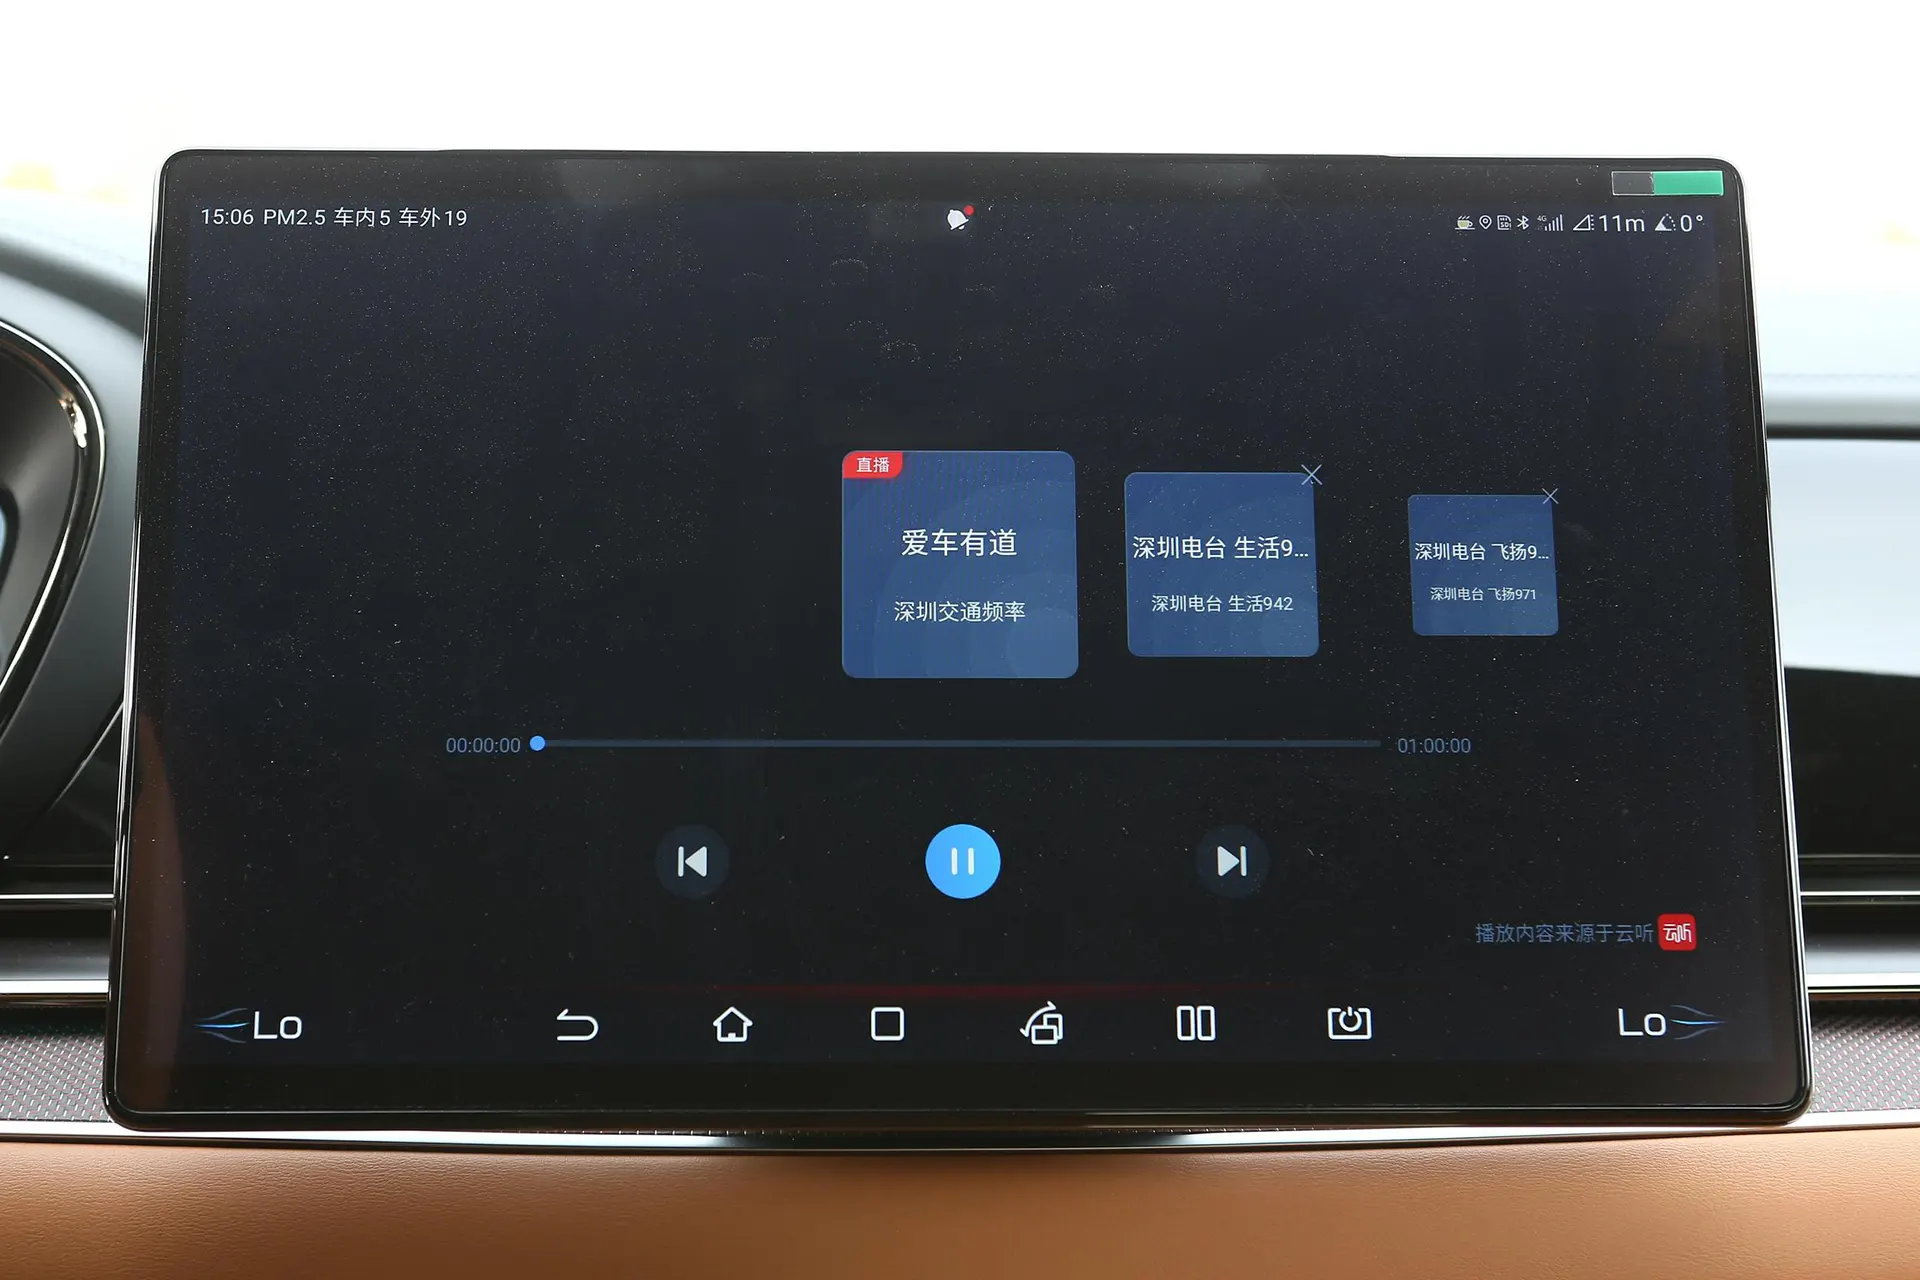 15:06 PM2.5 车内5 车外19
4G
11m
0°
直播
爱车有道
深圳交通频率
深圳电台 生活9...
深圳电台 生活942
深圳电台 飞扬9...
深圳电台 飞扬971
00:00:00
01:00:00
播放内容来源于云听
云听
Lo
Lo